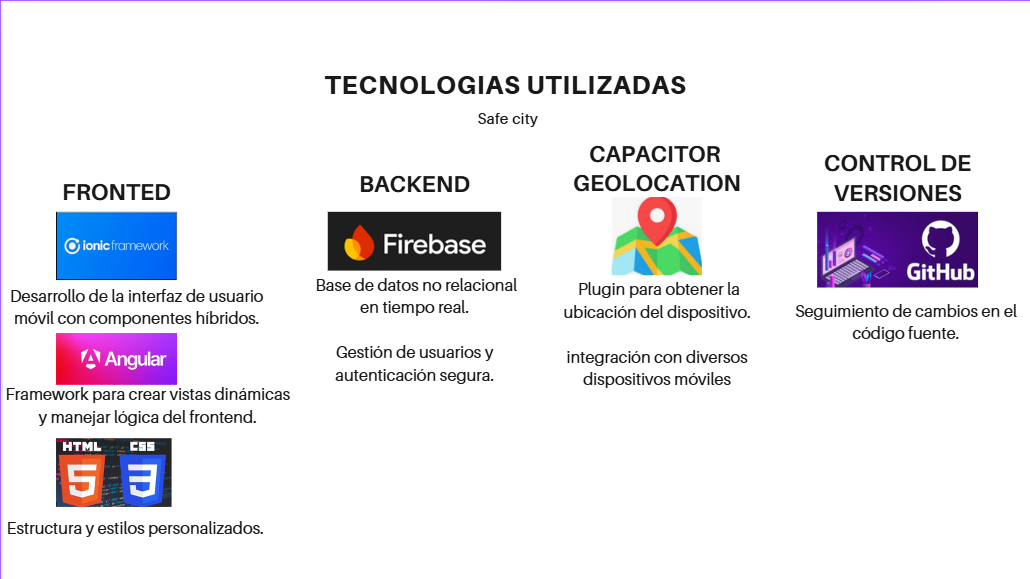 TECNOLOGIAS UTILIZADAS
Safe city
FRONTED
ionic framework
Desarrollo de la interfaz de usuario
móvil con componentes híbridos.
Angular
Framework para crear vistas dinámicas
y manejar lógica del frontend.
HTML CSS
5 3
Estructura y estilos personalizados.
BACKEND
Firebase
Base de datos no relacional
en tiempo real.
Gestión de usuarios y
autenticación segura.
CAPACITOR
GEOLOCATION
Plugin para obtener la
ubicación del dispositivo.
integración con diversos
dispositivos móviles
CONTROL DE
VERSIONES
GitHub
Seguimiento de cambios en el
código fuente.